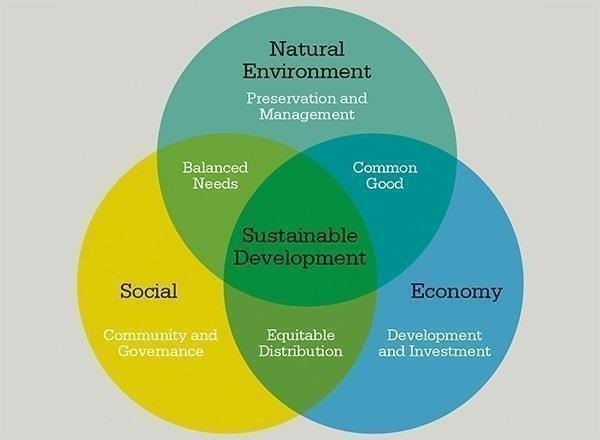 Natural
Environment
Preservation and
Management
Balanced
Needs
Common
Good
Sustainable
Development
Social
Economy
Community and
Governance
Equitable
Distribution
Development
and Investment